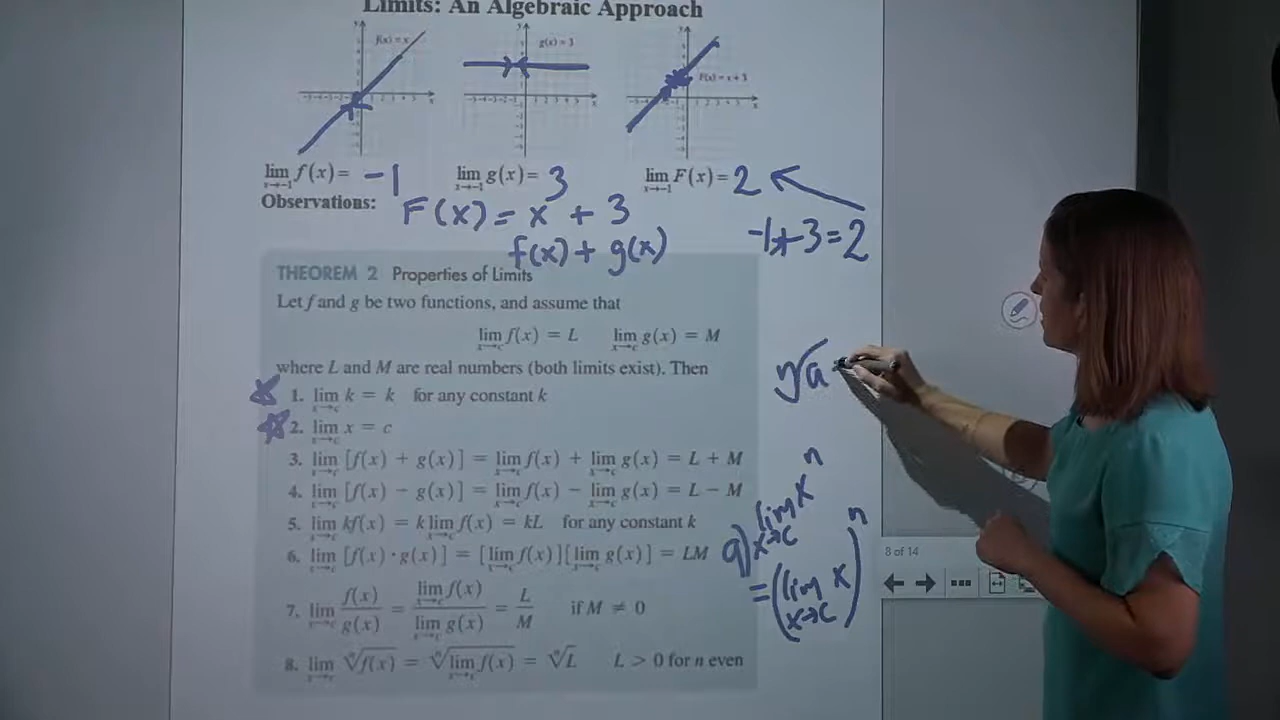 Limits: An Algebraic Approach
f(x) = x
g(x) = 3
F(x) = x + 3
lim x→-1 f(x) = -1
lim x→-1 g(x) = 3
lim x→-1 F(x) = 2
Observations:
F(x) = x + 3
f(x) + g(x)
-1 + 3 = 2
THEOREM 2 Properties of Limits
Let f and g be two functions, and assume that
lim x→c f(x) = L lim x→c g(x) = M
where L and M are real numbers (both limits exist). Then
1. lim x→c k = k for any constant k
2. lim x→c x = c
3. lim x→c [f(x) + g(x)] = lim x→c f(x) + lim x→c g(x) = L + M
4. lim x→c [f(x) − g(x)] = lim x→c f(x) − lim x→c g(x) = L − M
5. lim x→c kf(x) = k lim x→c f(x) = kL for any constant k
6. lim x→c [f(x) · g(x)] = [lim x→c f(x)][lim x→c g(x)] = LM
7. lim x→c f(x)/g(x) = lim x→c f(x)/lim x→c g(x) = L/M if M ≠ 0
8. lim x→c ⁿ√f(x) = ⁿ√lim x→c f(x) = ⁿ√L L > 0 for n even
ⁿ√a
9) lim x→c xⁿ
= (lim x→c x)ⁿ
8 of 14